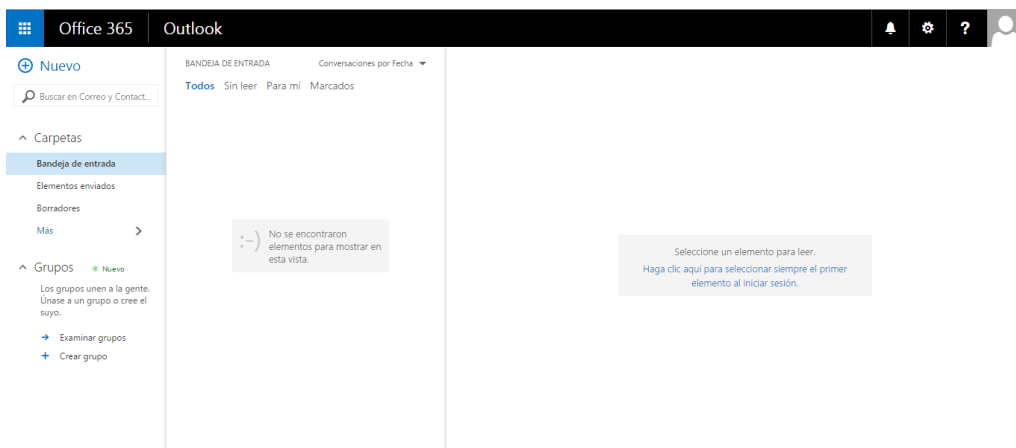 Office 365
Outlook
?
Nuevo
Buscar en Correo y Contact...
Carpetas
Bandeja de entrada
Elementos enviados
Borradores
Más
Grupos
Nuevo
Los grupos unen a la gente.
Únase a un grupo o cree el
suyo.
Examinar grupos
Crear grupo
BANDEJA DE ENTRADA
Conversaciones por Fecha
Todos Sin leer Para mí Marcados
:-)
No se encontraron
elementos para mostrar en
esta vista.
Seleccione un elemento para leer.
Haga clic aquí para seleccionar siempre el primer
elemento al iniciar sesión.